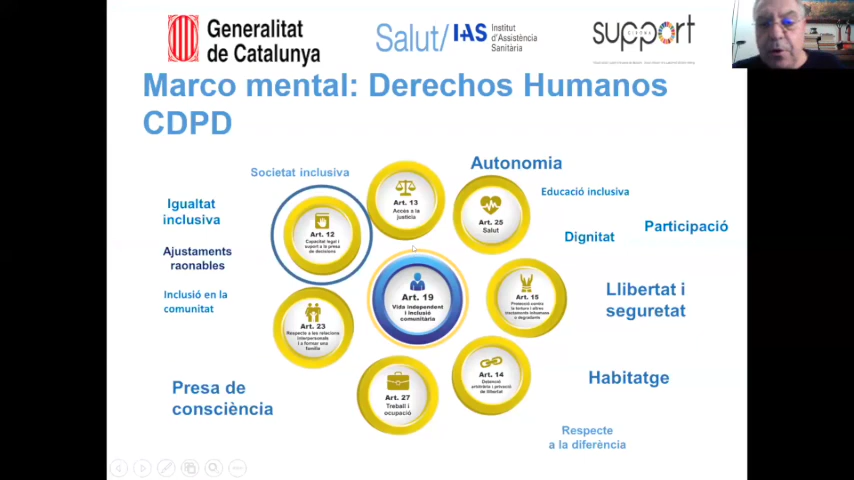 Generalitat
de Catalunya
Salut/ IAS
Institut
d'Assistència
Sanitària
support
GIRONA
Marco mental: Derechos Humanos
CDPD
Societat inclusiva
Autonomia
Educació inclusiva
Igualtat
inclusiva
Dignitat
Participació
Ajustaments
raonables
Inclusió en la
comunitat
Llibertat i
seguretat
Presa de
consciència
Habitatge
Respecte
a la diferència
Art. 13
Accés a la
justícia
Art. 12
Capacitat legal i
suport a la presa
de decisions
Art. 25
Salut
Art. 19
Vida independent
i inclusió
comunitària
Art. 15
Protecció contra
la tortura i altres
tractaments inhumans
o degradants
Art. 23
Respecte a les relacions
interpersonals
i a formar una
família
Art. 14
Detenció
arbitrària i privació
de llibertat
Art. 27
Treball i
ocupació